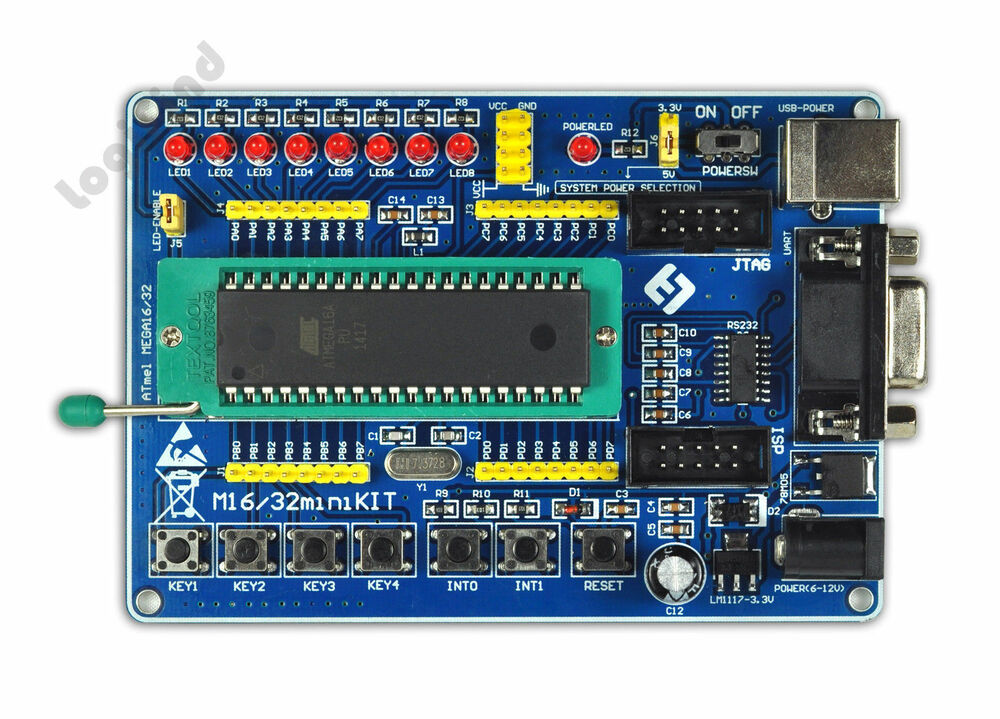 R1 R2 R3 R4 R5 R6 R7 R8
LED1 LED2 LED3 LED4 LED5 LED6 LED7 LED8
VCC GND
POWERLED
R12
3.3V
J6
5V
ON OFF
POWERSW
USB-POWER
VCC
SYSTEM POWER SELECTION
LED-ENABLE
J5
J4
PA0 PA1 PA2 PA3 PA4 PA5 PA6 PA7
C14 C13
L1
J3
PC7 PC6 PC5 PC4 PC3 PC2 PC1 PC0
JTAG
UART
ATmel MEGA16/32
TEXTOOL
ATMEL
ATMEGA16A
PU
1417
C10
C9
C8
C7
C6
RS232
ISP
J1
PB0 PB1 PB2 PB3 PB4 PB5 PB6 PB7
C1 C2
Y1
J2
PD0 PD1 PD2 PD3 PD4 PD5 PD6 PD7
M16/32miniKIT
R9 R10 R11 D1 C3
C4
C5
D2
78M05
KEY1 KEY2 KEY3 KEY4 INT0 INT1 RESET
C12
LM1117-3.3V
POWER(6-12V)